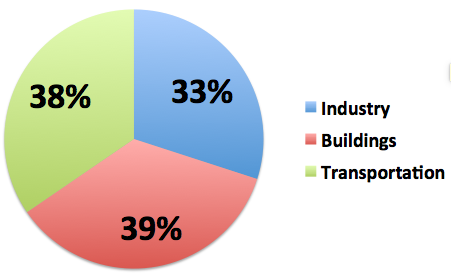 33%
38%
39%
Industry
Buildings
Transportation